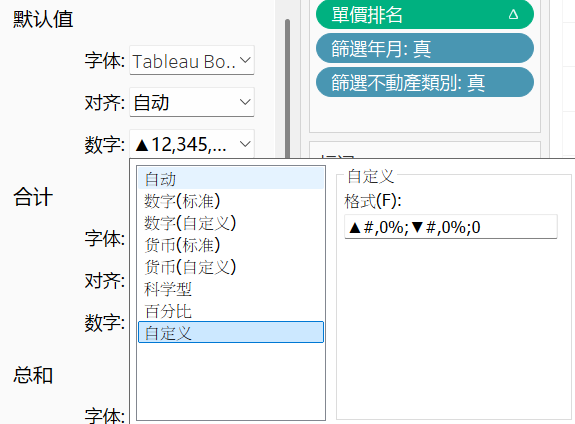 默认值
字体: Tableau Bo..
对齐: 自动
数字: ▲12,345,...
合计
字体:
对齐:
数字:
总和
字体:
單價排名 Δ
篩選年月: 真
篩選不動產類別: 真
标记
自动
数字(标准)
数字(自定义)
货币(标准)
货币(自定义)
科学型
百分比
自定义
自定义
格式(F):
▲#,0%;▼#,0%;0